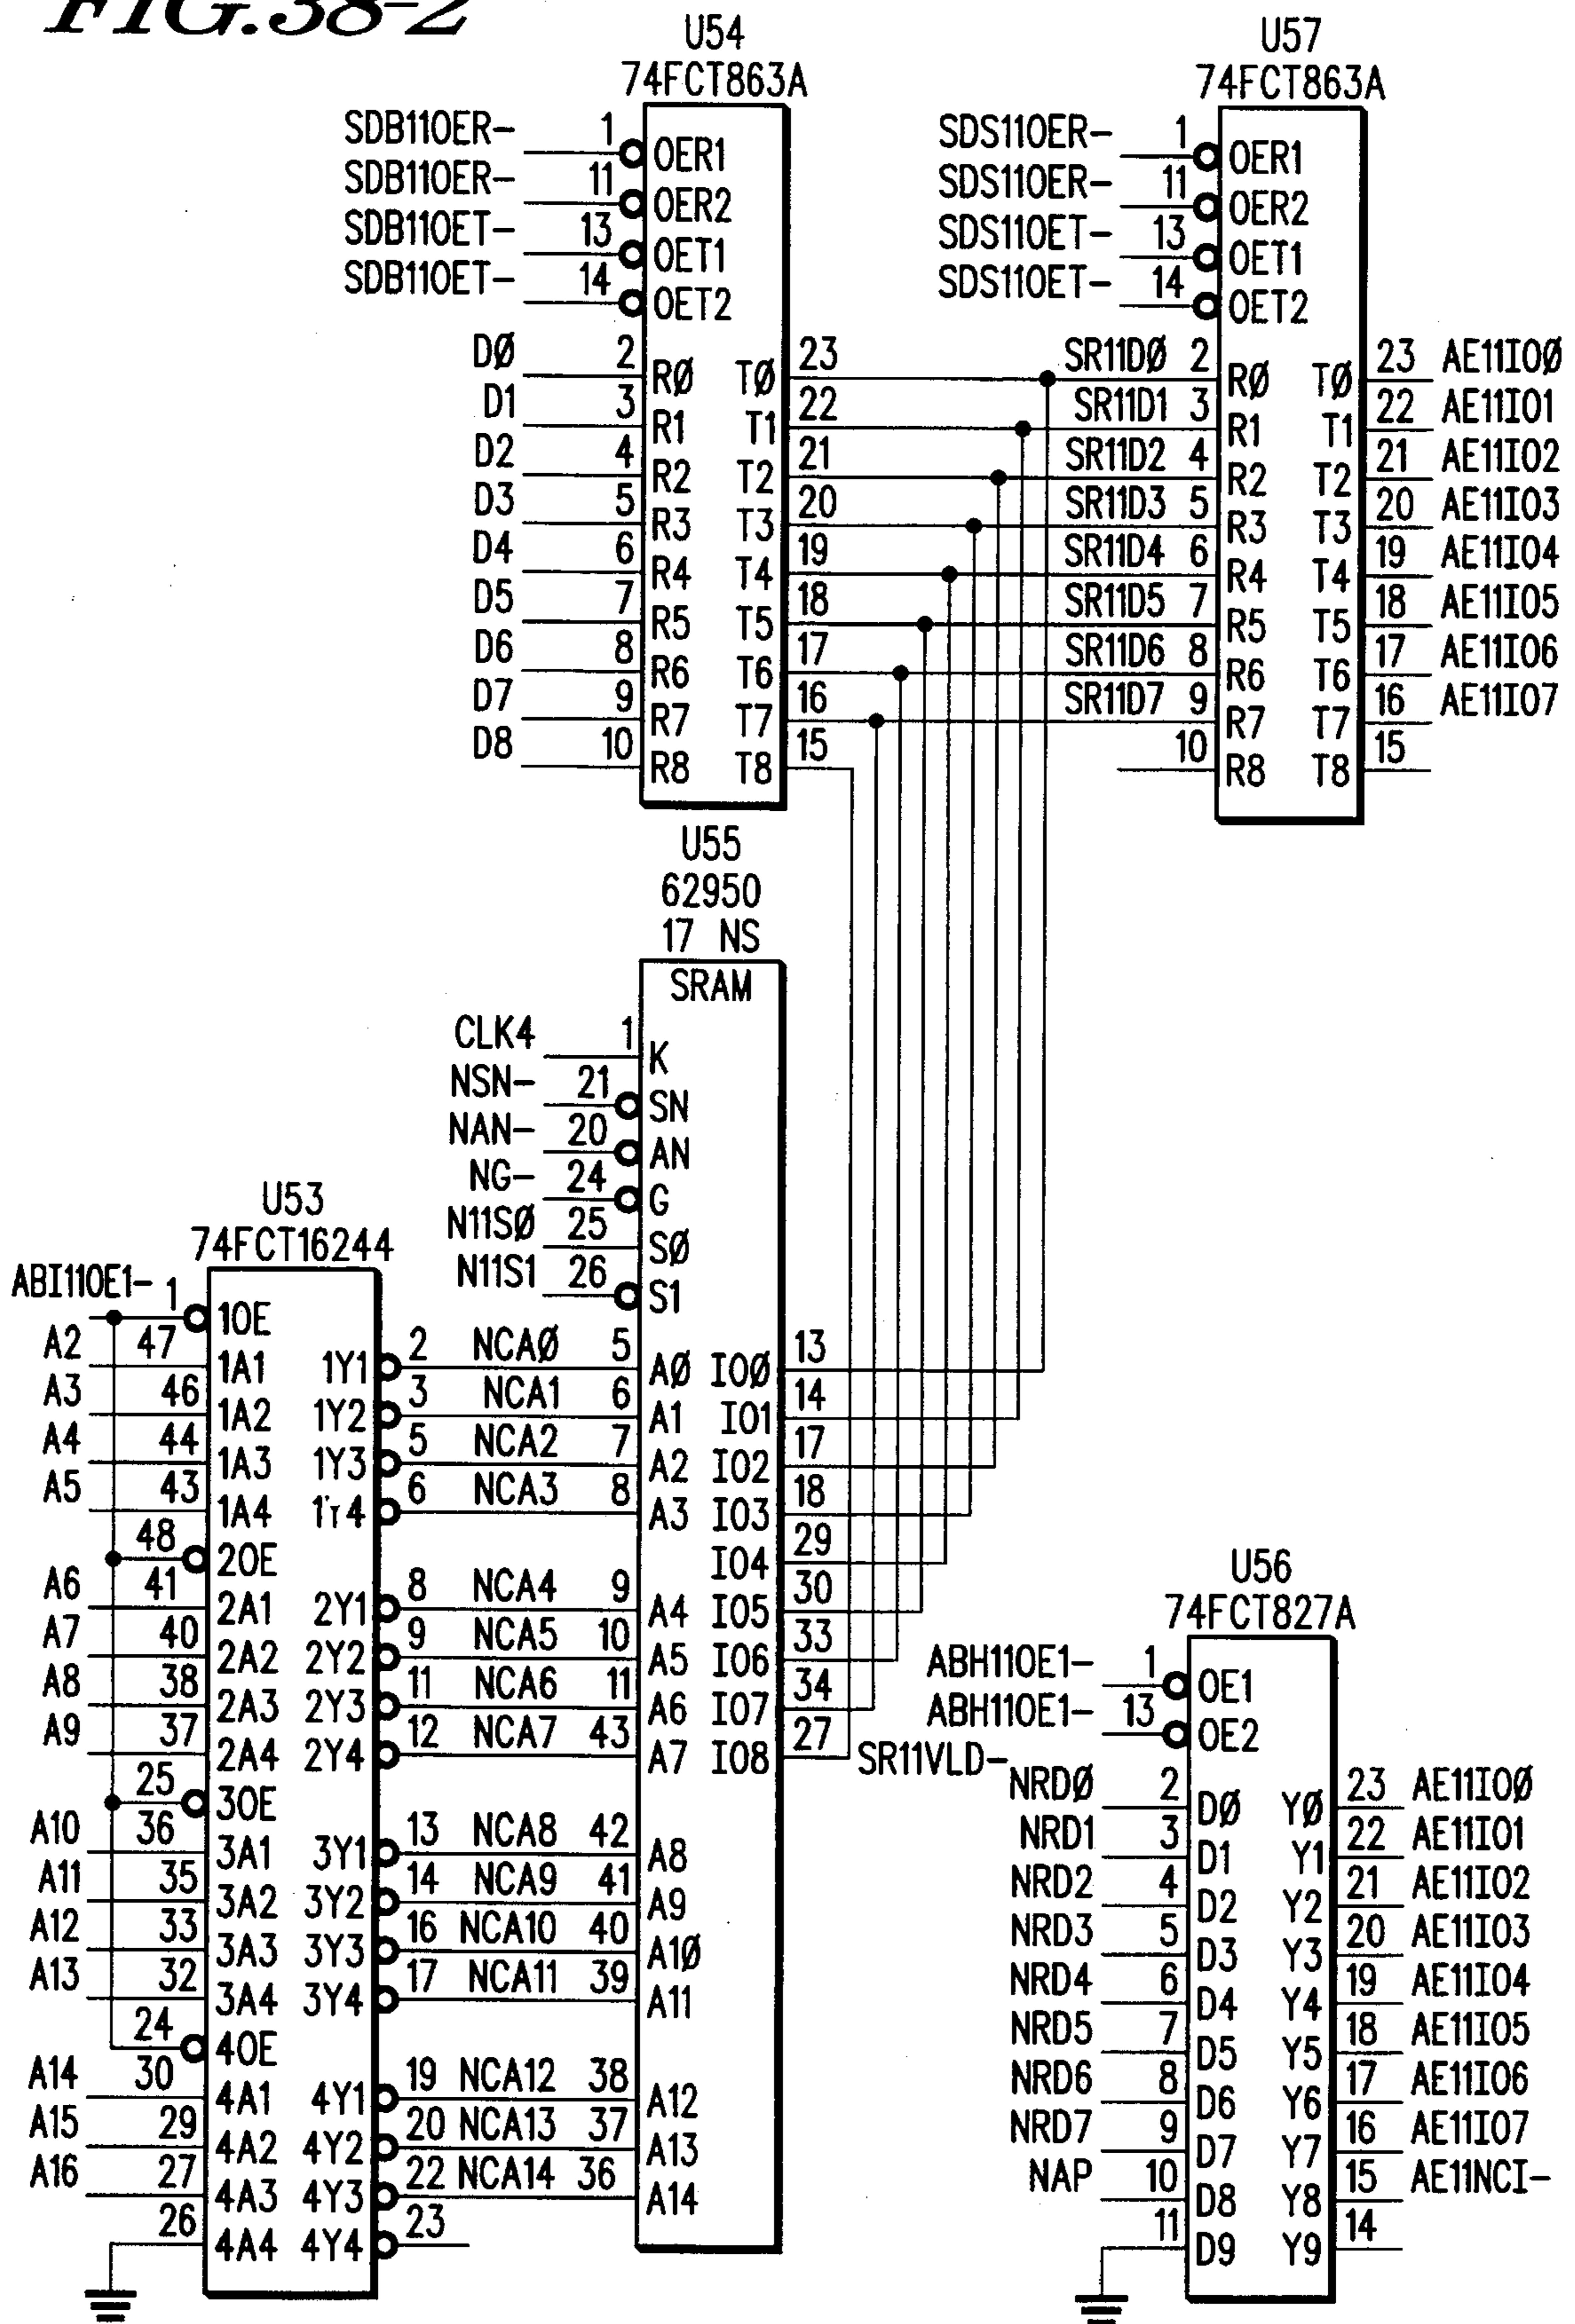 FIG.38-2
U54
74FCT863A
SDB110ER- 1 OER1
SDB110ER- 11 OER2
SDB110ET- 13 OET1
SDB110ET- 14 OET2
DØ 2 RØ TØ 23
D1 3 R1 T1 22
D2 4 R2 T2 21
D3 5 R3 T3 20
D4 6 R4 T4 19
D5 7 R5 T5 18
D6 8 R6 T6 17
D7 9 R7 T7 16
D8 10 R8 T8 15
U57
74FCT863A
SDS110ER- 1 OER1
SDS110ER- 11 OER2
SDS110ET- 13 OET1
SDS110ET- 14 OET2
SR11DØ 2 RØ TØ 23 AE11IOØ
SR11D1 3 R1 T1 22 AE11IO1
SR11D2 4 R2 T2 21 AE11IO2
SR11D3 5 R3 T3 20 AE11IO3
SR11D4 6 R4 T4 19 AE11IO4
SR11D5 7 R5 T5 18 AE11IO5
SR11D6 8 R6 T6 17 AE11IO6
SR11D7 9 R7 T7 16 AE11IO7
10 R8 T8 15
U55
62950
17 NS
SRAM
CLK4 1 K
NSN- 21 SN
NAN- 20 AN
NG- 24 G
N11SØ 25 SØ
N11S1 26 S1
NCAØ 5 AØ IOØ 13
NCA1 6 A1 IO1 14
NCA2 7 A2 IO2 17
NCA3 8 A3 IO3 18
IO4 29
NCA4 9 A4 IO5 30
NCA5 10 A5 IO6 33
NCA6 11 A6 IO7 34
NCA7 43 A7 IO8 27 SR11VLD-
NCA8 42 A8
NCA9 41 A9
NCA10 40 A1Ø
NCA11 39 A11
NCA12 38 A12
NCA13 37 A13
NCA14 36 A14
U53
74FCT16244
ABI110E1- 1 1OE
A2 47 1A1 1Y1 2
A3 46 1A2 1Y2 3
A4 44 1A3 1Y3 5
A5 43 1A4 1Y4 6
48 2OE
A6 41 2A1 2Y1 8
A7 40 2A2 2Y2 9
A8 38 2A3 2Y3 11
A9 37 2A4 2Y4 12
25 3OE
A10 36 3A1 3Y1 13
A11 35 3A2 3Y2 14
A12 33 3A3 3Y3 16
A13 32 3A4 3Y4 17
24 4OE
A14 30 4A1 4Y1 19
A15 29 4A2 4Y2 20
A16 27 4A3 4Y3 22
26 4A4 4Y4 23
U56
74FCT827A
ABH110E1- 1 OE1
ABH110E1- 13 OE2
NRDØ 2 DØ YØ 23 AE11IOØ
NRD1 3 D1 Y1 22 AE11IO1
NRD2 4 D2 Y2 21 AE11IO2
NRD3 5 D3 Y3 20 AE11IO3
NRD4 6 D4 Y4 19 AE11IO4
NRD5 7 D5 Y5 18 AE11IO5
NRD6 8 D6 Y6 17 AE11IO6
NRD7 9 D7 Y7 16 AE11IO7
NAP 10 D8 Y8 15 AE11NCI-
11 D9 Y9 14